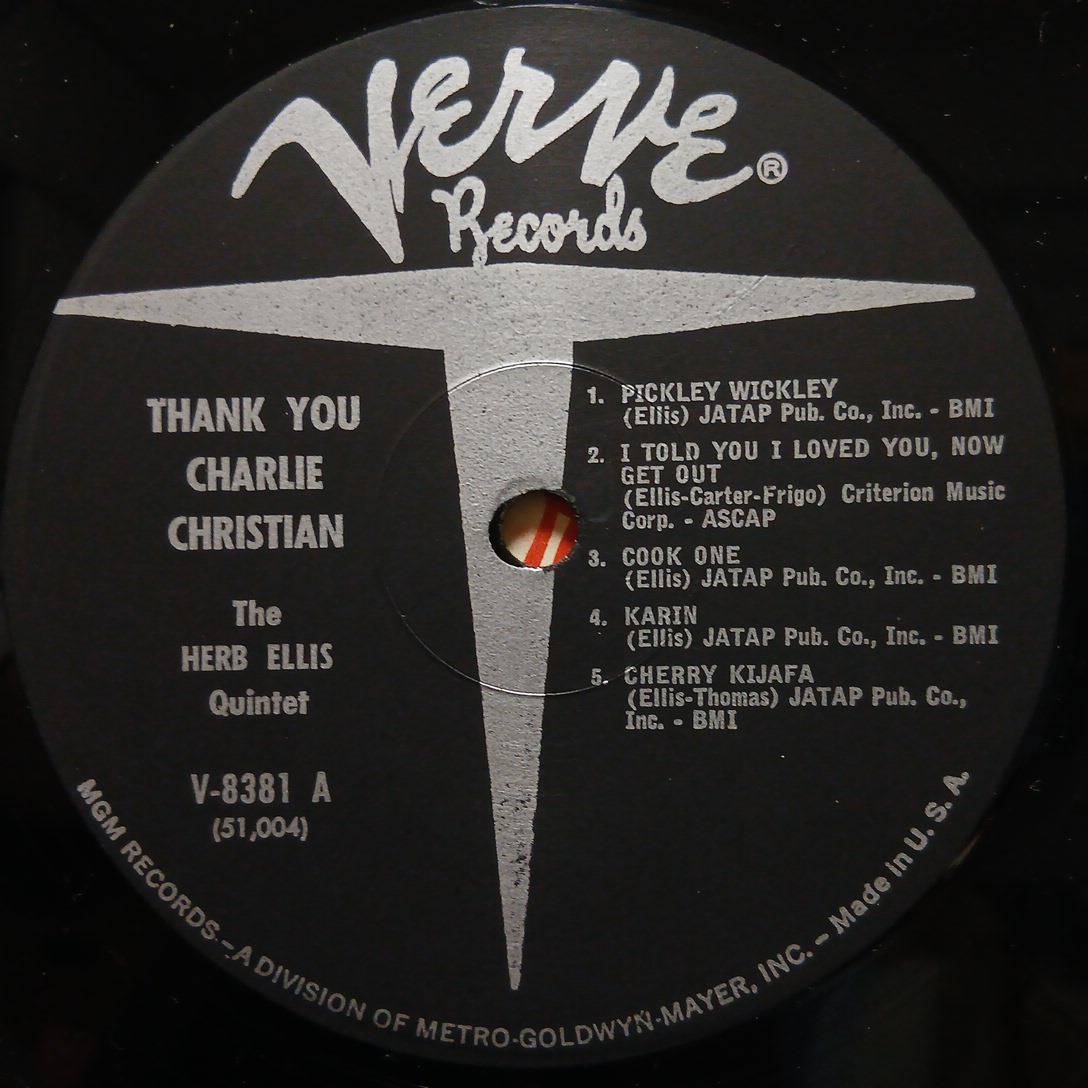 Verve®
Records
THANK YOU
CHARLIE
CHRISTIAN
The
HERB ELLIS
Quintet
V-8381 A
(51,004)
1. PICKLEY WICKLEY
(Ellis) JATAP Pub. Co., Inc. - BMI
2. I TOLD YOU I LOVED YOU, NOW
GET OUT
(Ellis-Carter-Frigo) Criterion Music
Corp. - ASCAP
3. COOK ONE
(Ellis) JATAP Pub. Co., Inc. - BMI
4. KARIN
(Ellis) JATAP Pub. Co., Inc. - BMI
5. CHERRY KIJAFA
(Ellis-Thomas) JATAP Pub. Co.,
Inc. - BMI
MGM RECORDS - A DIVISION OF METRO-GOLDWYN-MAYER, INC. - Made in U. S. A.